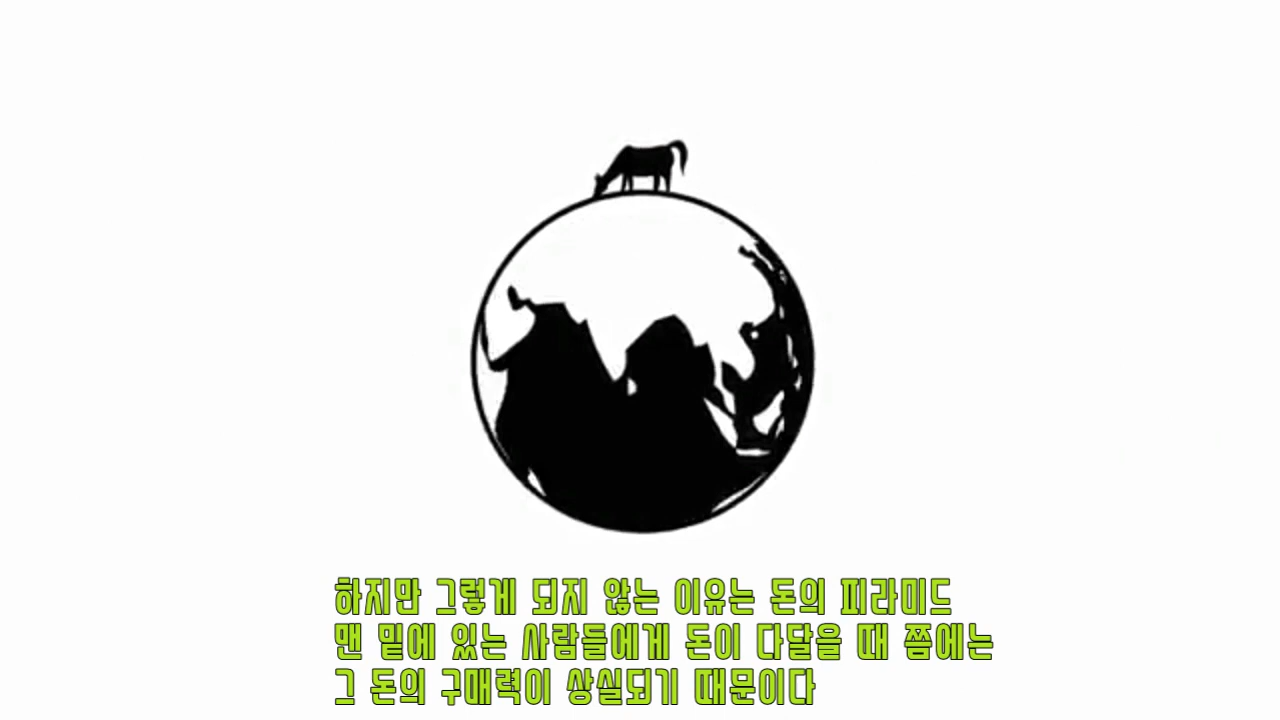 하지만 그렇게 되지 않는 이유는 돈의 피라미드
맨 밑에 있는 사람들에게 돈이 다달을 때 쯤에는
그 돈의 구매력이 상실되기 때문이다